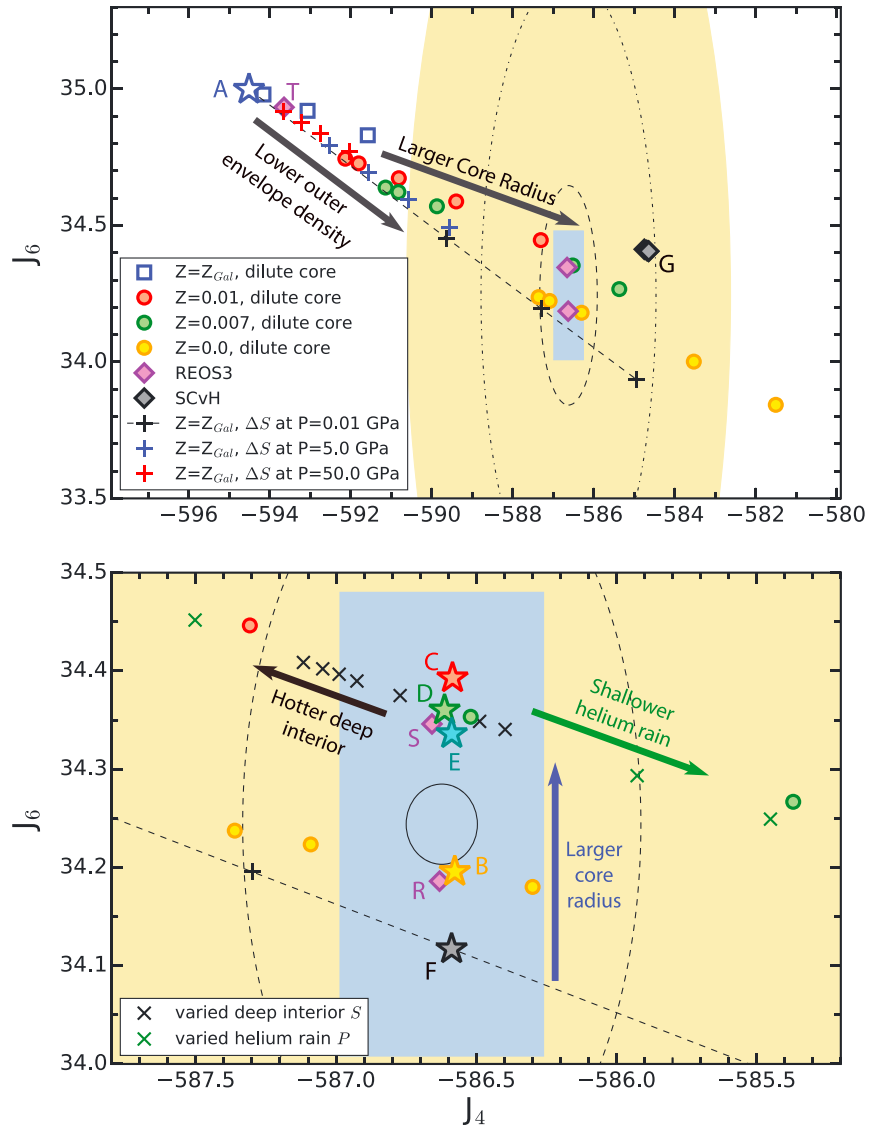 35.0
34.5
34.0
33.5
J6
A
T
Lower outer
envelope density
Larger Core Radius
G
Z=Z_Gal, dilute core
Z=0.01, dilute core
Z=0.007, dilute core
Z=0.0, dilute core
REOS3
SCvH
Z=Z_Gal, ΔS at P=0.01 GPa
Z=Z_Gal, ΔS at P=5.0 GPa
Z=Z_Gal, ΔS at P=50.0 GPa
−596 −594 −592 −590 −588 −586 −584 −582 −580
34.5
34.4
34.3
34.2
34.1
34.0
J6
Hotter deep
interior
C
D
S
E
Shallower
helium rain
R
B
F
Larger
core
radius
varied deep interior S
varied helium rain P
−587.5 −587.0 −586.5 −586.0 −585.5
J4